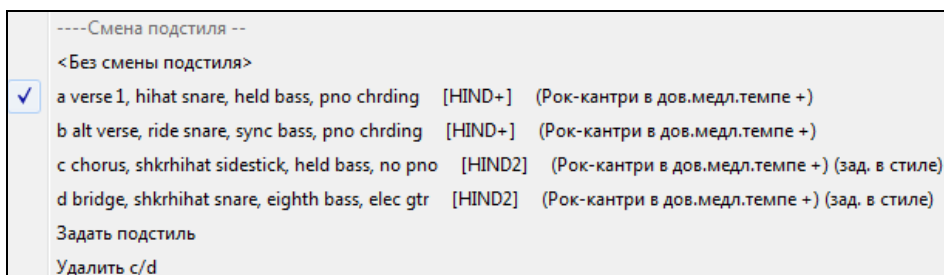 ----Смена подстиля --
<Без смены подстиля>
a verse 1, hihat snare, held bass, pno chrding [HIND+] (Рок-кантри в дов.медл.темпе +)
b alt verse, ride snare, sync bass, pno chrding [HIND+] (Рок-кантри в дов.медл.темпе +)
c chorus, shkrhihat sidestick, held bass, no pno [HIND2] (Рок-кантри в дов.медл.темпе +) (зад. в стиле)
d bridge, shkrhihat snare, eighth bass, elec gtr [HIND2] (Рок-кантри в дов.медл.темпе +) (зад. в стиле)
Задать подстиль
Удалить c/d